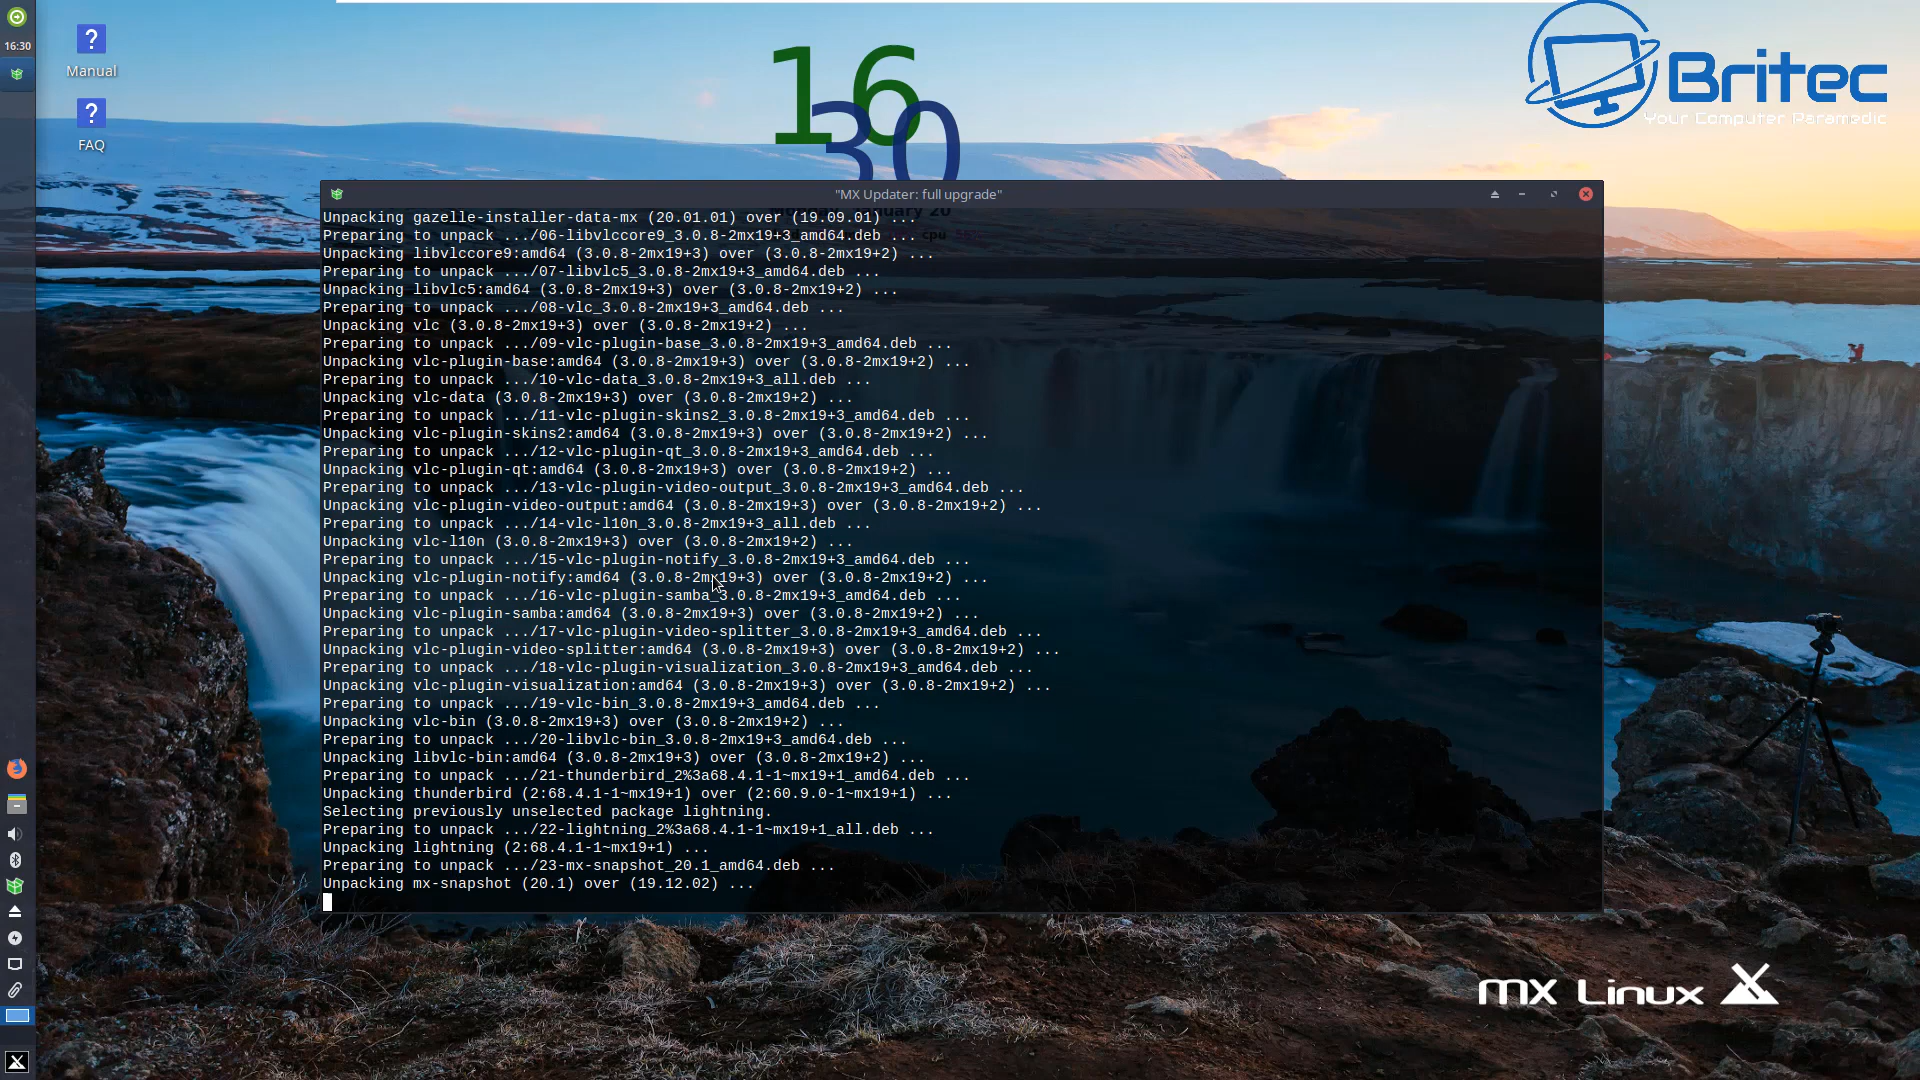 16:30
Manual
FAQ
16
30
Britec
Your Computer Paramedic
"MX Updater: full upgrade"
Unpacking gazelle-installer-data-mx (20.01.01) over (19.09.01) ...
Preparing to unpack .../06-libvlccore9_3.0.8-2mx19+3_amd64.deb ...
Unpacking libvlccore9:amd64 (3.0.8-2mx19+3) over (3.0.8-2mx19+2) ...
Preparing to unpack .../07-libvlc5_3.0.8-2mx19+3_amd64.deb ...
Unpacking libvlc5:amd64 (3.0.8-2mx19+3) over (3.0.8-2mx19+2) ...
Preparing to unpack .../08-vlc_3.0.8-2mx19+3_amd64.deb ...
Unpacking vlc (3.0.8-2mx19+3) over (3.0.8-2mx19+2) ...
Preparing to unpack .../09-vlc-plugin-base_3.0.8-2mx19+3_amd64.deb ...
Unpacking vlc-plugin-base:amd64 (3.0.8-2mx19+3) over (3.0.8-2mx19+2) ...
Preparing to unpack .../10-vlc-data_3.0.8-2mx19+3_all.deb ...
Unpacking vlc-data (3.0.8-2mx19+3) over (3.0.8-2mx19+2) ...
Preparing to unpack .../11-vlc-plugin-skins2_3.0.8-2mx19+3_amd64.deb ...
Unpacking vlc-plugin-skins2:amd64 (3.0.8-2mx19+3) over (3.0.8-2mx19+2) ...
Preparing to unpack .../12-vlc-plugin-qt_3.0.8-2mx19+3_amd64.deb ...
Unpacking vlc-plugin-qt:amd64 (3.0.8-2mx19+3) over (3.0.8-2mx19+2) ...
Preparing to unpack .../13-vlc-plugin-video-output_3.0.8-2mx19+3_amd64.deb ...
Unpacking vlc-plugin-video-output:amd64 (3.0.8-2mx19+3) over (3.0.8-2mx19+2) ...
Preparing to unpack .../14-vlc-l10n_3.0.8-2mx19+3_all.deb ...
Unpacking vlc-l10n (3.0.8-2mx19+3) over (3.0.8-2mx19+2) ...
Preparing to unpack .../15-vlc-plugin-notify_3.0.8-2mx19+3_amd64.deb ...
Unpacking vlc-plugin-notify:amd64 (3.0.8-2mx19+3) over (3.0.8-2mx19+2) ...
Preparing to unpack .../16-vlc-plugin-samba_3.0.8-2mx19+3_amd64.deb ...
Unpacking vlc-plugin-samba:amd64 (3.0.8-2mx19+3) over (3.0.8-2mx19+2) ...
Preparing to unpack .../17-vlc-plugin-video-splitter_3.0.8-2mx19+3_amd64.deb ...
Unpacking vlc-plugin-video-splitter:amd64 (3.0.8-2mx19+3) over (3.0.8-2mx19+2) ...
Preparing to unpack .../18-vlc-plugin-visualization_3.0.8-2mx19+3_amd64.deb ...
Unpacking vlc-plugin-visualization:amd64 (3.0.8-2mx19+3) over (3.0.8-2mx19+2) ...
Preparing to unpack .../19-vlc-bin_3.0.8-2mx19+3_amd64.deb ...
Unpacking vlc-bin (3.0.8-2mx19+3) over (3.0.8-2mx19+2) ...
Preparing to unpack .../20-libvlc-bin_3.0.8-2mx19+3_amd64.deb ...
Unpacking libvlc-bin:amd64 (3.0.8-2mx19+3) over (3.0.8-2mx19+2) ...
Preparing to unpack .../21-thunderbird_2%3a68.4.1-1~mx19+1_amd64.deb ...
Unpacking thunderbird (2:68.4.1-1~mx19+1) over (2:60.9.0-1~mx19+1) ...
Selecting previously unselected package lightning.
Preparing to unpack .../22-lightning_2%3a68.4.1-1~mx19+1_all.deb ...
Unpacking lightning (2:68.4.1-1~mx19+1) ...
Preparing to unpack .../23-mx-snapshot_20.1_amd64.deb ...
Unpacking mx-snapshot (20.1) over (19.12.02) ...
MX Linux